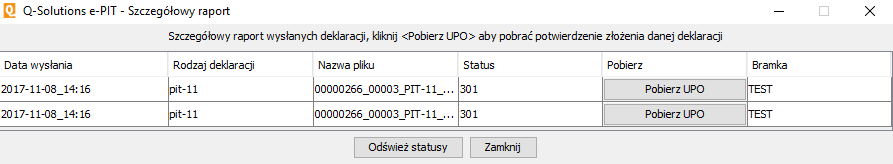 Q-Solutions e-PIT - Szczegółowy raport
Szczegółowy raport wysłanych deklaracji, kliknij <Pobierz UPO> aby pobrać potwierdzenie złożenia danej deklaracji
Data wysłania Rodzaj deklaracji Nazwa pliku Status Pobierz Bramka
2017-11-08_14:16 pit-11 00000266_00003_PIT-11_... 301 Pobierz UPO TEST
2017-11-08_14:16 pit-11 00000266_00003_PIT-11_... 301 Pobierz UPO TEST
Odśwież statusy Zamknij